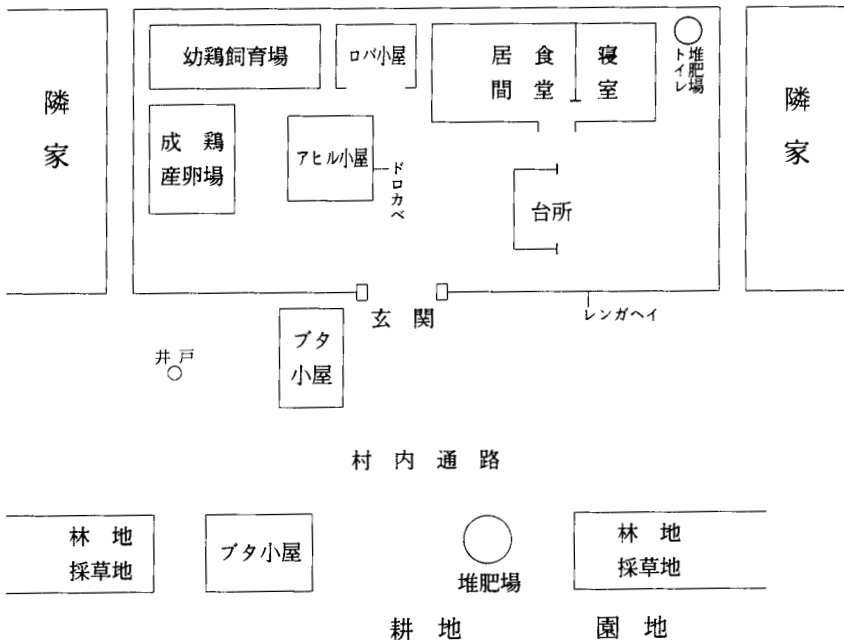 隣家
幼鶏飼育場
ロバ小屋
居間
食堂
寝室
堆肥場
トイレ
隣家
成鶏
産卵場
アヒル小屋
ドロカベ
台所
玄関
レンガヘイ
ブタ
小屋
井戸
村内通路
林地
採草地
ブタ小屋
堆肥場
林地
採草地
耕地
園地